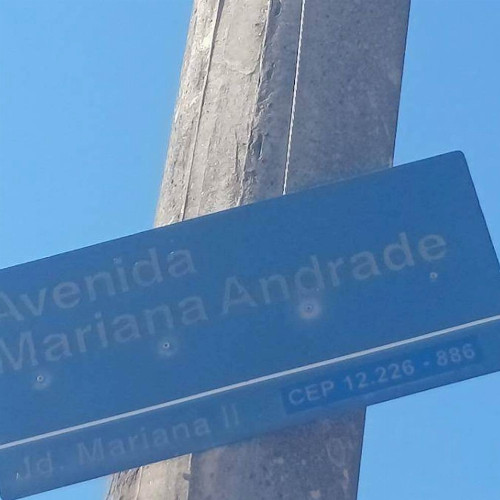 Avenida
Mariana Andrade
Jd. Mariana II
CEP 12.226 - 886